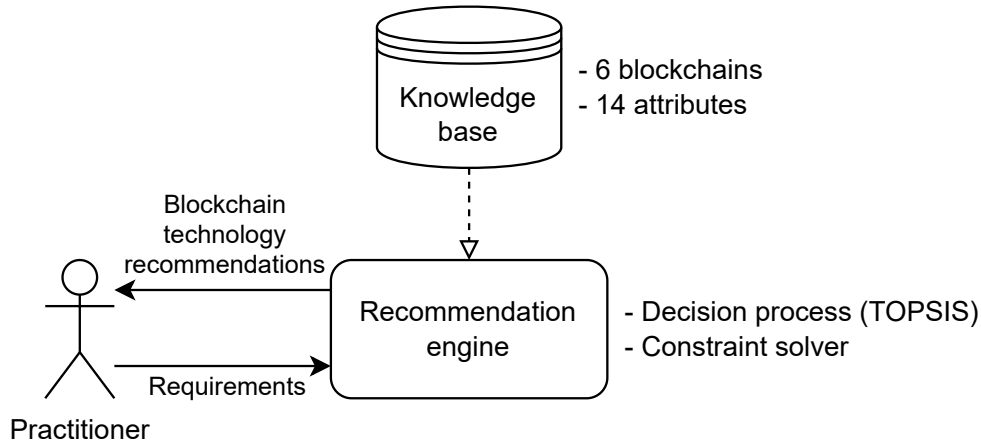 Knowledge
base
- 6 blockchains
- 14 attributes
Blockchain
technology
recommendations
Recommendation
engine
- Decision process (TOPSIS)
- Constraint solver
Requirements
Practitioner